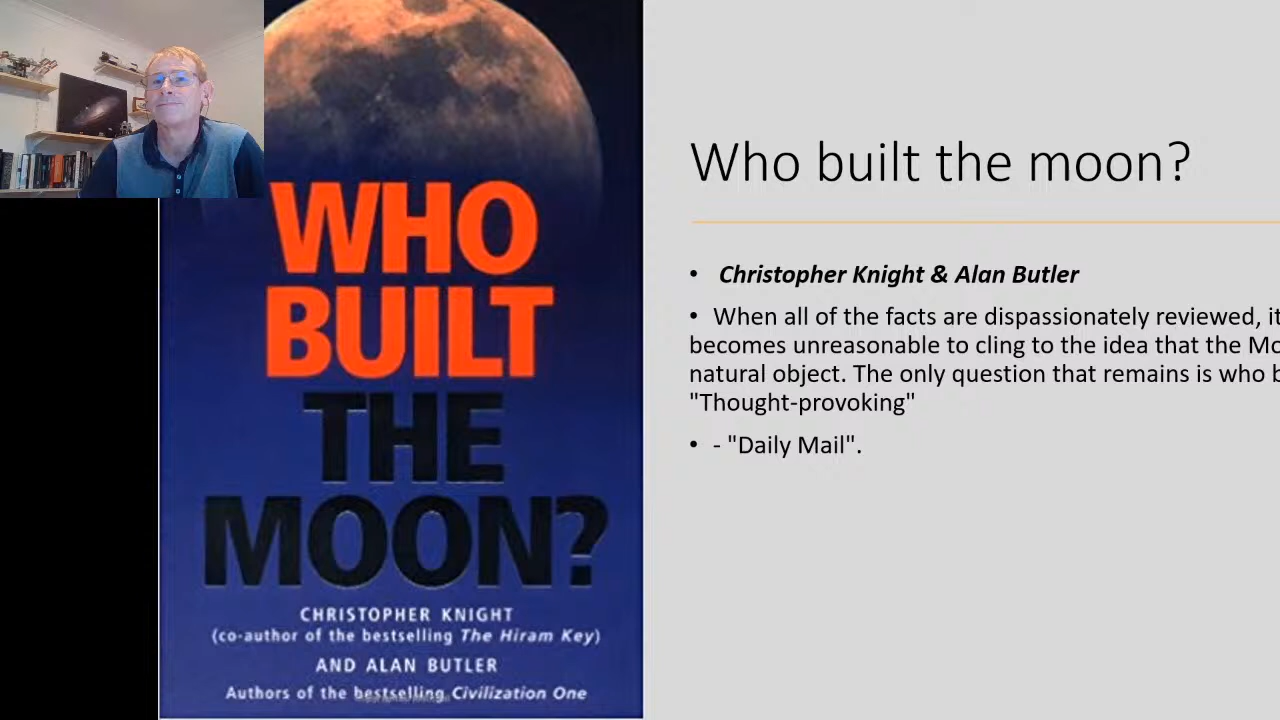 WHO
BUILT
THE
MOON?
CHRISTOPHER KNIGHT
(co-author of the bestselling The Hiram Key)
AND ALAN BUTLER
Authors of the bestselling Civilization One
Who built the moon?
• Christopher Knight & Alan Butler
• When all of the facts are dispassionately reviewed, it
becomes unreasonable to cling to the idea that the Mo
natural object. The only question that remains is who b
"Thought-provoking"
• - "Daily Mail".